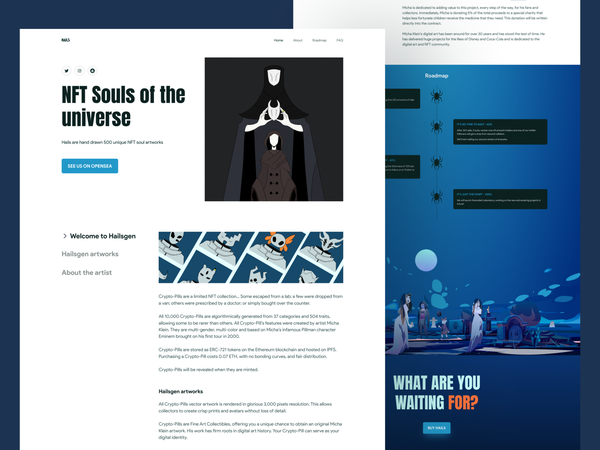 Home
About
Roadmap
FAQ
NFT Souls of the
universe
Hails are hand drawn 500 unique NFT soul artworks
SEE US ON OPENSEA
Welcome to Hailsgen
Hailsgen artworks
About the artist
Crypto-Pills are a limited NFT collection... Some escaped from a lab; a few were dropped from
a van; others were prescribed by a doctor, or simply bought over the counter.
All 10,000 Crypto-Pills are algorithmically generated from 37 categories and 504 traits,
allowing some to be rarer than others. All Crypto-Pill's features were created by artist Micha
Klein. They are multi-gender, multi-color and based on Micha's infamous Pillman character
Eminem brought on his first tour in 2000.
Crypto-Pills are stored as ERC-721 tokens on the Ethereum blockchain and hosted on IPFS.
Purchasing a Crypto-Pill costs 0.07 ETH, with no bonding curves, and fair distribution.
Crypto-Pills will be revealed when they are minted.
Hailsgen artworks
All Crypto-Pills vector artwork is rendered in glorious 3,000 pixels resolution. This allows
collectors to create crisp prints and avatars without loss of detail.
Crypto-Pills are Fine Art Collectibles, offering you a unique chance to obtain an original Micha
Klein artwork. His work has firm roots in digital art history. Your Crypto-Pill can serve as your
digital identity.
Micha is dedicated to adding value to this project, every step of the way, for his fans and
collectors. Immediately, Micha is donating 5% of the total proceeds to a special charity that
helps less fortunate children receive the medicine that they need. This donation will be written
directly into the contract.
Micha Klein's digital art has been around for over 30 years and has stood the test of time. He
has delivered huge projects for the likes of Disney and Coca-Cola and is dedicated to the
digital art and NFT community.
Roadmap
WHAT ARE YOU
WAITING FOR?
BUY HAILS